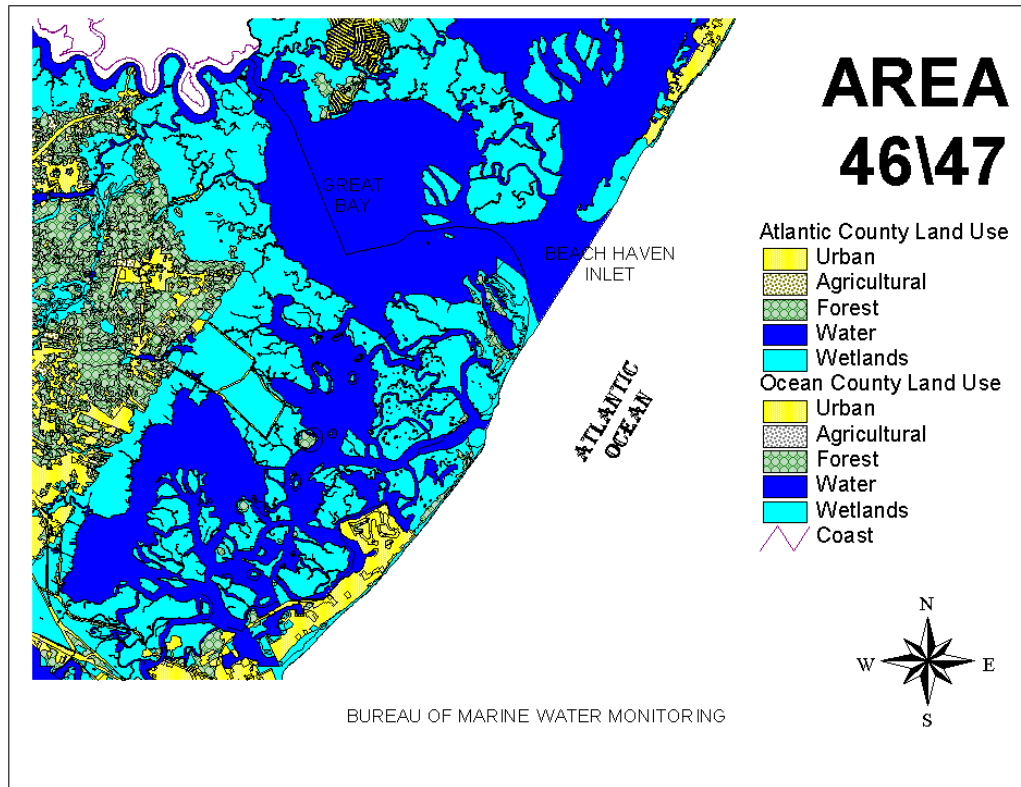 AREA
46\47
GREAT
BAY
BEACH HAVEN
INLET
ATLANTIC
OCEAN
Atlantic County Land Use
Urban
Agricultural
Forest
Water
Wetlands
Ocean County Land Use
Urban
Agricultural
Forest
Water
Wetlands
Coast
N
W
E
S
BUREAU OF MARINE WATER MONITORING